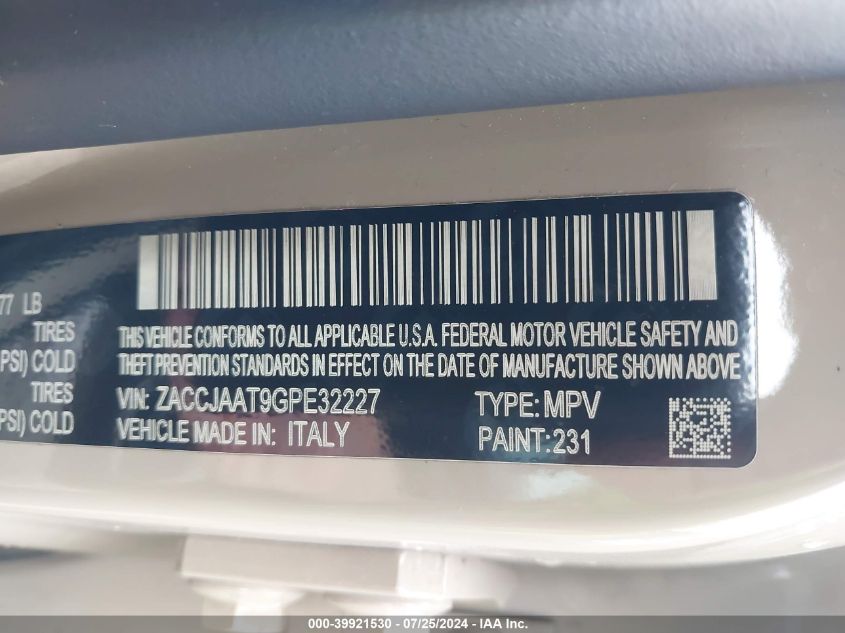 77 LB
TIRES
PSI) COLD
TIRES
PSI) COLD
THIS VEHICLE CONFORMS TO ALL APPLICABLE U.S.A. FEDERAL MOTOR VEHICLE SAFETY AND
THEFT PREVENTION STANDARDS IN EFFECT ON THE DATE OF MANUFACTURE SHOWN ABOVE
VIN: ZACCJAAT9GPE32227 TYPE: MPV
VEHICLE MADE IN: ITALY PAINT:231
000-39921530 - 07/25/2024 - IAA Inc.